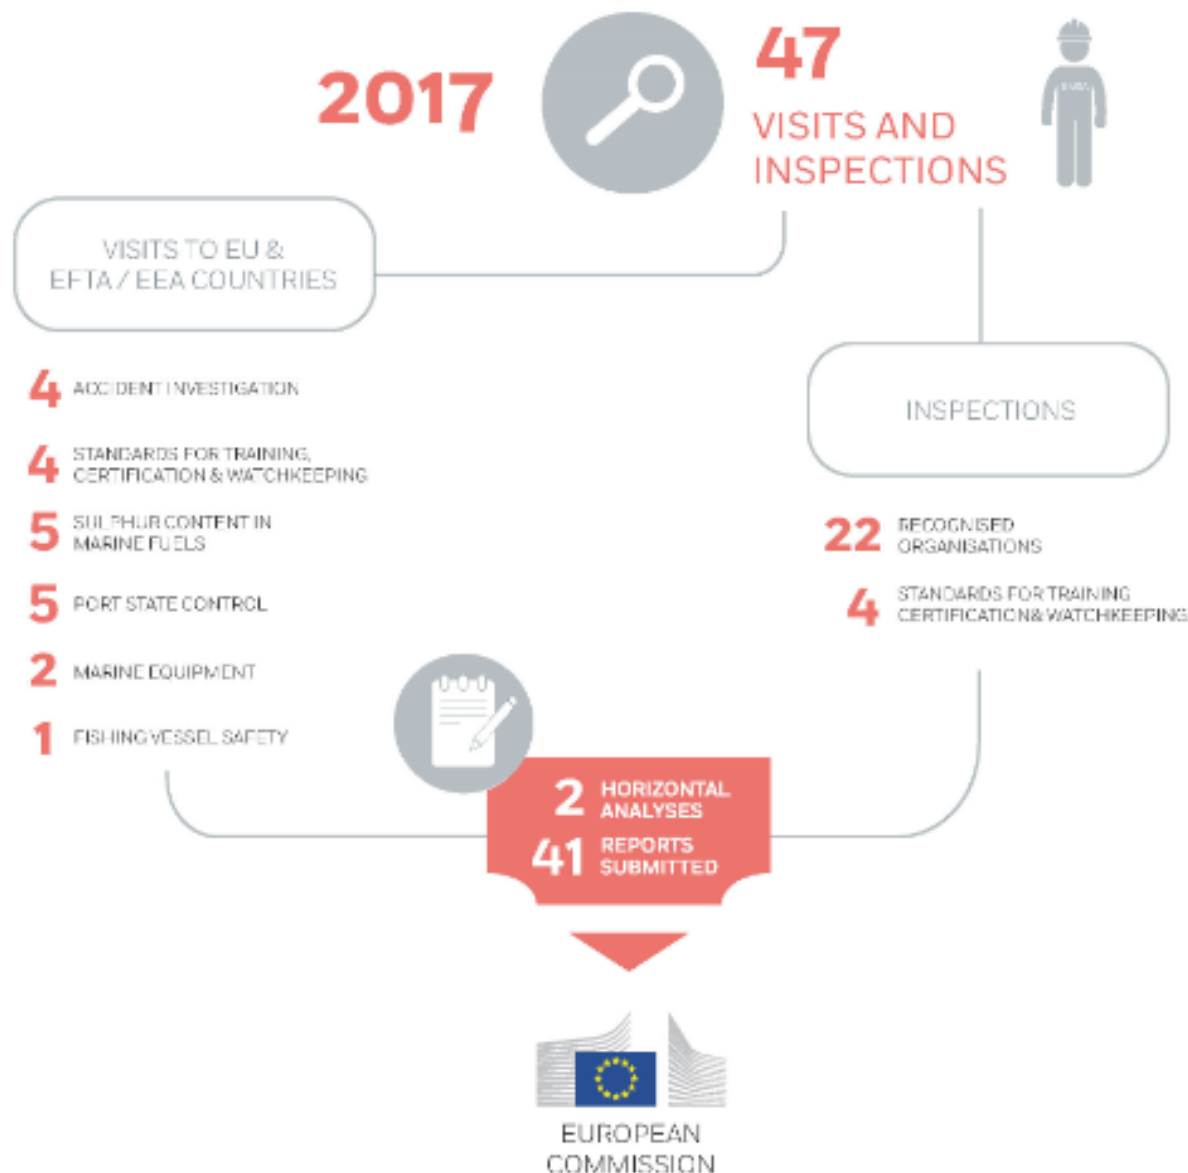 2017
47
VISITS AND
INSPECTIONS
VISITS TO EU &
EFTA / EEA COUNTRIES
4 ACCIDENT INVESTIGATION
4 STANDARDS FOR TRAINING,
CERTIFICATION & WATCHKEEPING
5 SULPHUR CONTENT IN
MARINE FUELS
5 PORT STATE CONTROL
2 MARINE EQUIPMENT
1 FISHING VESSEL SAFETY
INSPECTIONS
22 RECOGNISED
ORGANISATIONS
4 STANDARDS FOR TRAINING
CERTIFICATION & WATCHKEEPING
2 HORIZONTAL
ANALYSES
41 REPORTS
SUBMITTED
EUROPEAN
COMMISSION